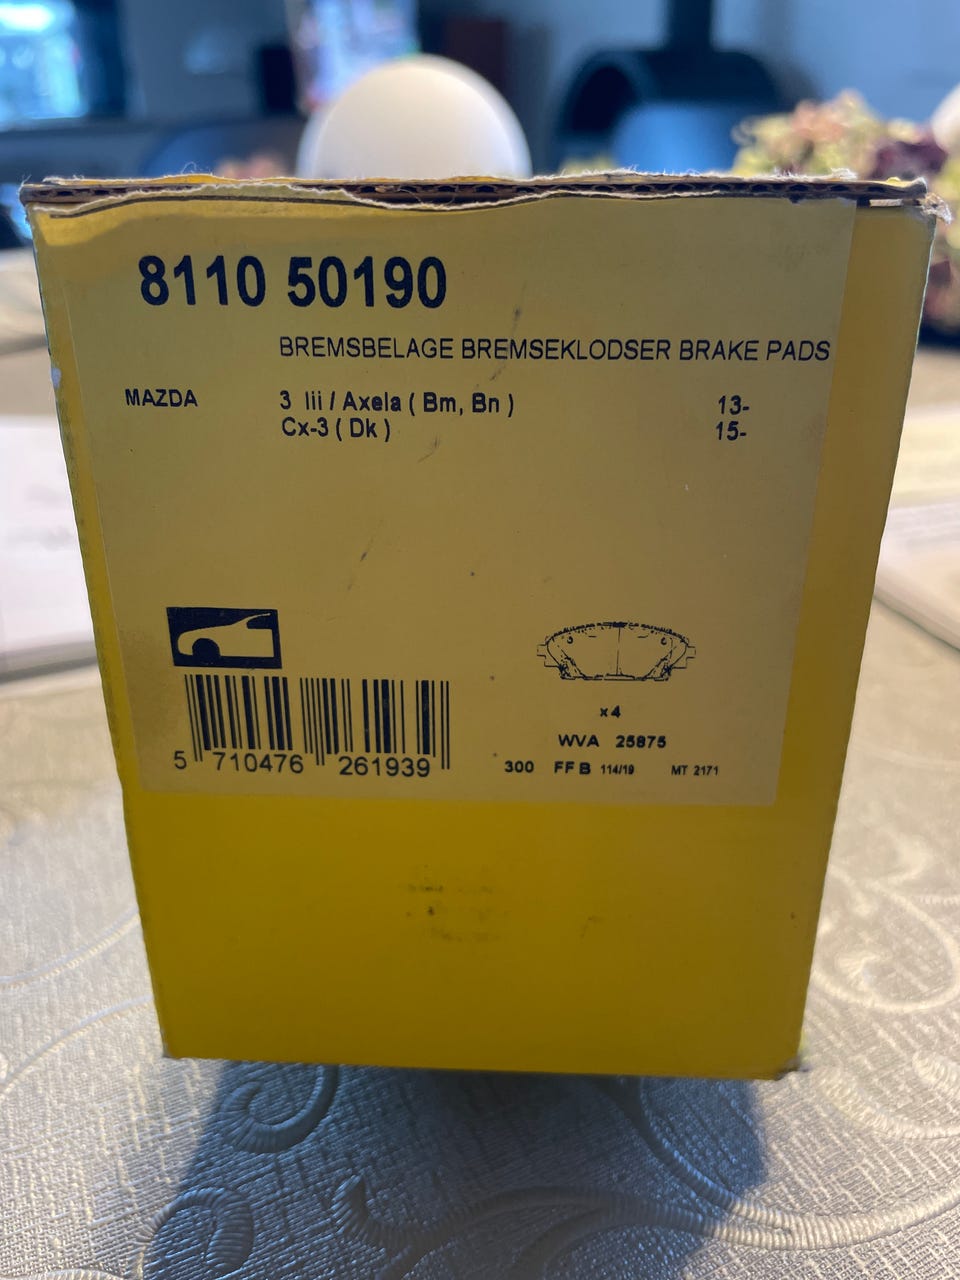 8110 50190
BREMSBELAGE BREMSEKLODSER BRAKE PADS
MAZDA 3 Iii / Axela ( Bm, Bn ) 13-
Cx-3 ( Dk ) 15-
x4
WVA 25875
5 710476 261939
300 FF B 114/19 MT 2171